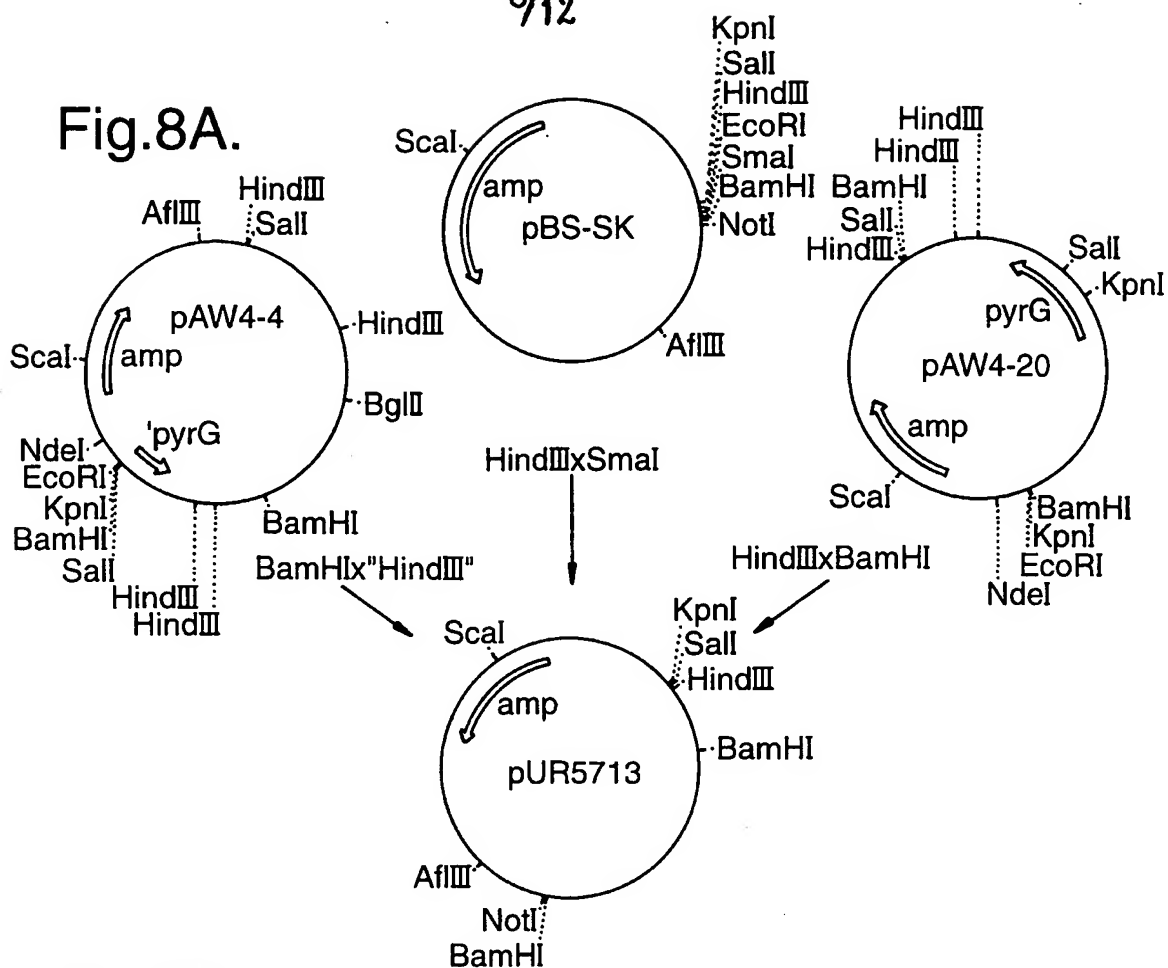 6/12
Fig.8A.
KpnI
SalI
HindIII
EcoRI
SmaI
BamHI
NotI
ScaI
amp
pBS-SK
AflIII
AflIII
HindIII
SalI
pAW4-4
HindIII
ScaI
amp
BglII
'pyrG
NdeI
EcoRI
KpnI
BamHI
SalI
HindIII
HindIII
BamHI
HindIII
HindIII
BamHI
SalI
HindIII
SalI
KpnI
pyrG
pAW4-20
amp
ScaI
BamHI
KpnI
EcoRI
NdeI
HindIIIxSmaI
BamHIx"HindIII"
HindIIIxBamHI
ScaI
KpnI
SalI
HindIII
amp
BamHI
pUR5713
AflIII
NotI
BamHI